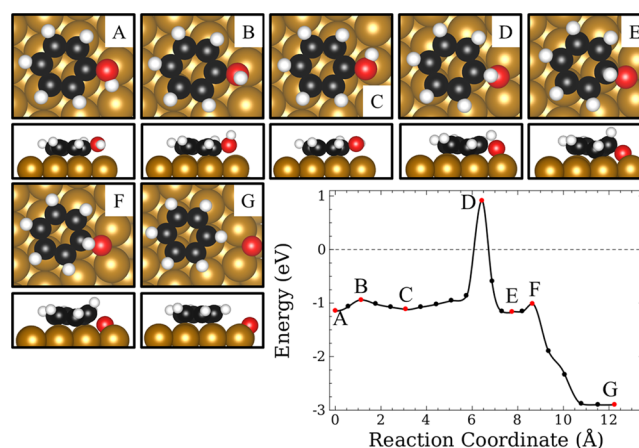 A
B
C
D
E
F
G
1
0
-1
-2
-3
Energy (eV)
D
B
A
C
E
F
G
0
2
4
6
8
10
12
Reaction Coordinate (Å)